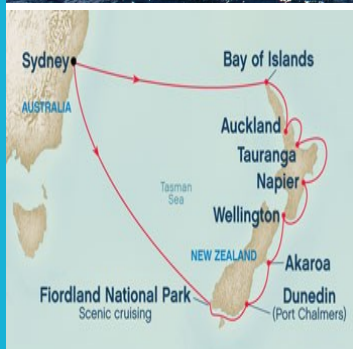 Sydney
Bay of Islands
AUSTRALIA
Auckland
Tauranga
Tasman
Sea
Napier
Wellington
NEW ZEALAND
Akaroa
Fiordland National Park
Scenic cruising
Dunedin
(Port Chalmers)